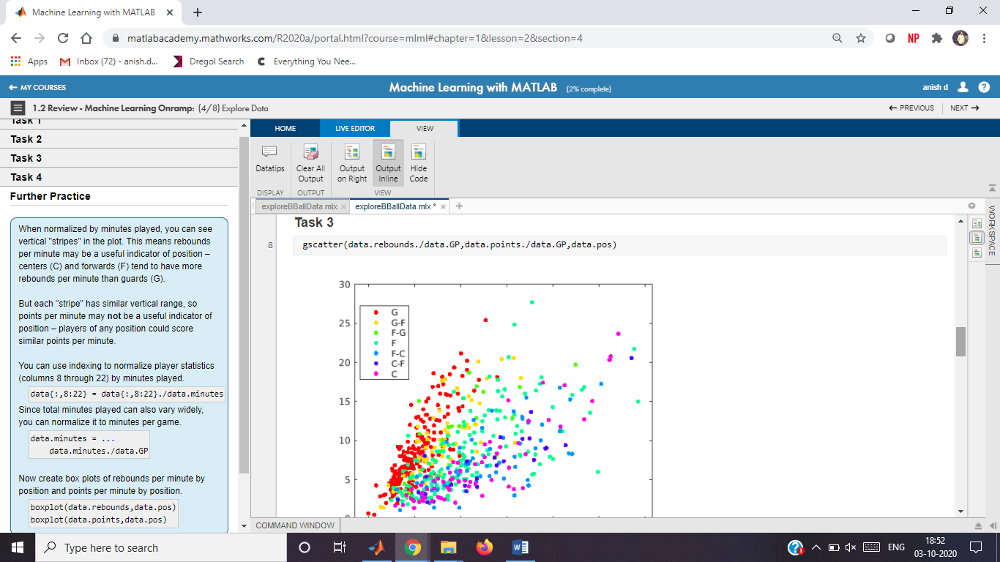 Machine Learning with MATLAB
matlabacademy.mathworks.com/R2020a/portal.html?course=mlml#chapter=1&lesson=2&section=4
NP
Apps
Inbox (72) - anish.d...
Dregol Search
Everything You Nee...
MY COURSES
Machine Learning with MATLAB (2% complete)
anish d
1.2 Review - Machine Learning Onramp: (4/8) Explore Data
PREVIOUS
NEXT
Task 1
Task 2
Task 3
Task 4
Further Practice
When normalized by minutes played, you can see
vertical "stripes" in the plot. This means rebounds
per minute may be a useful indicator of position –
centers (C) and forwards (F) tend to have more
rebounds per minute than guards (G).
But each "stripe" has similar vertical range, so
points per minute may not be a useful indicator of
position – players of any position could score
similar points per minute.
You can use indexing to normalize player statistics
(columns 8 through 22) by minutes played.
data{:,8:22} = data{:,8:22}./data.minutes
Since total minutes played can also vary widely,
you can normalize it to minutes per game.
data.minutes = ...
data.minutes./data.GP
Now create box plots of rebounds per minute by
position and points per minute by position.
boxplot(data.rebounds,data.pos)
boxplot(data.points,data.pos)
HOME
LIVE EDITOR
VIEW
Datatips
Clear All
Output
Output
on Right
Output
Inline
Hide
Code
DISPLAY
OUTPUT
VIEW
exploreBBallData.mlx
exploreBBallData.mlx *
WORKSPACE
Task 3
8
gscatter(data.rebounds./data.GP,data.points./data.GP,data.pos)
30
25
20
15
10
5
0
G
G-F
F-G
F
F-C
C-F
C
COMMAND WINDOW
Type here to search
ENG
18:52
03-10-2020